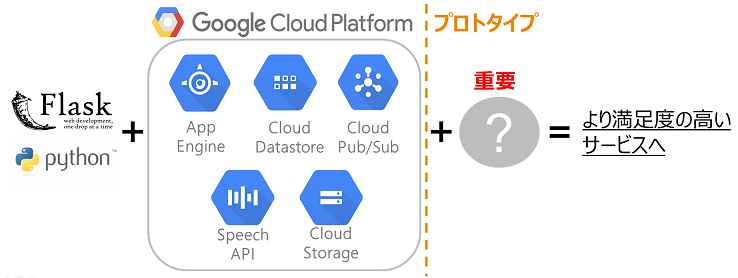 Google Cloud Platform
プロトタイプ
Flask
web development,
one drop at a time
python™
+
App
Engine
Cloud
Datastore
Cloud
Pub/Sub
Speech
API
Cloud
Storage
+
重要
?
=
より満足度の高い
サービスへ